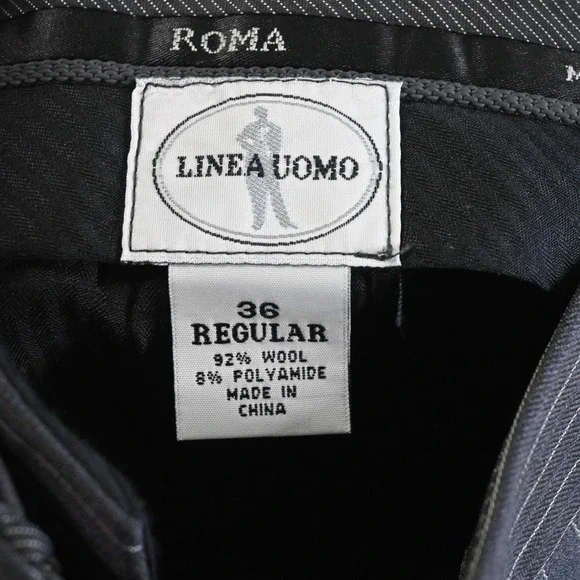 ROMA
M
LINEA UOMO
36
REGULAR
92% WOOL
8% POLYAMIDE
MADE IN
CHINA